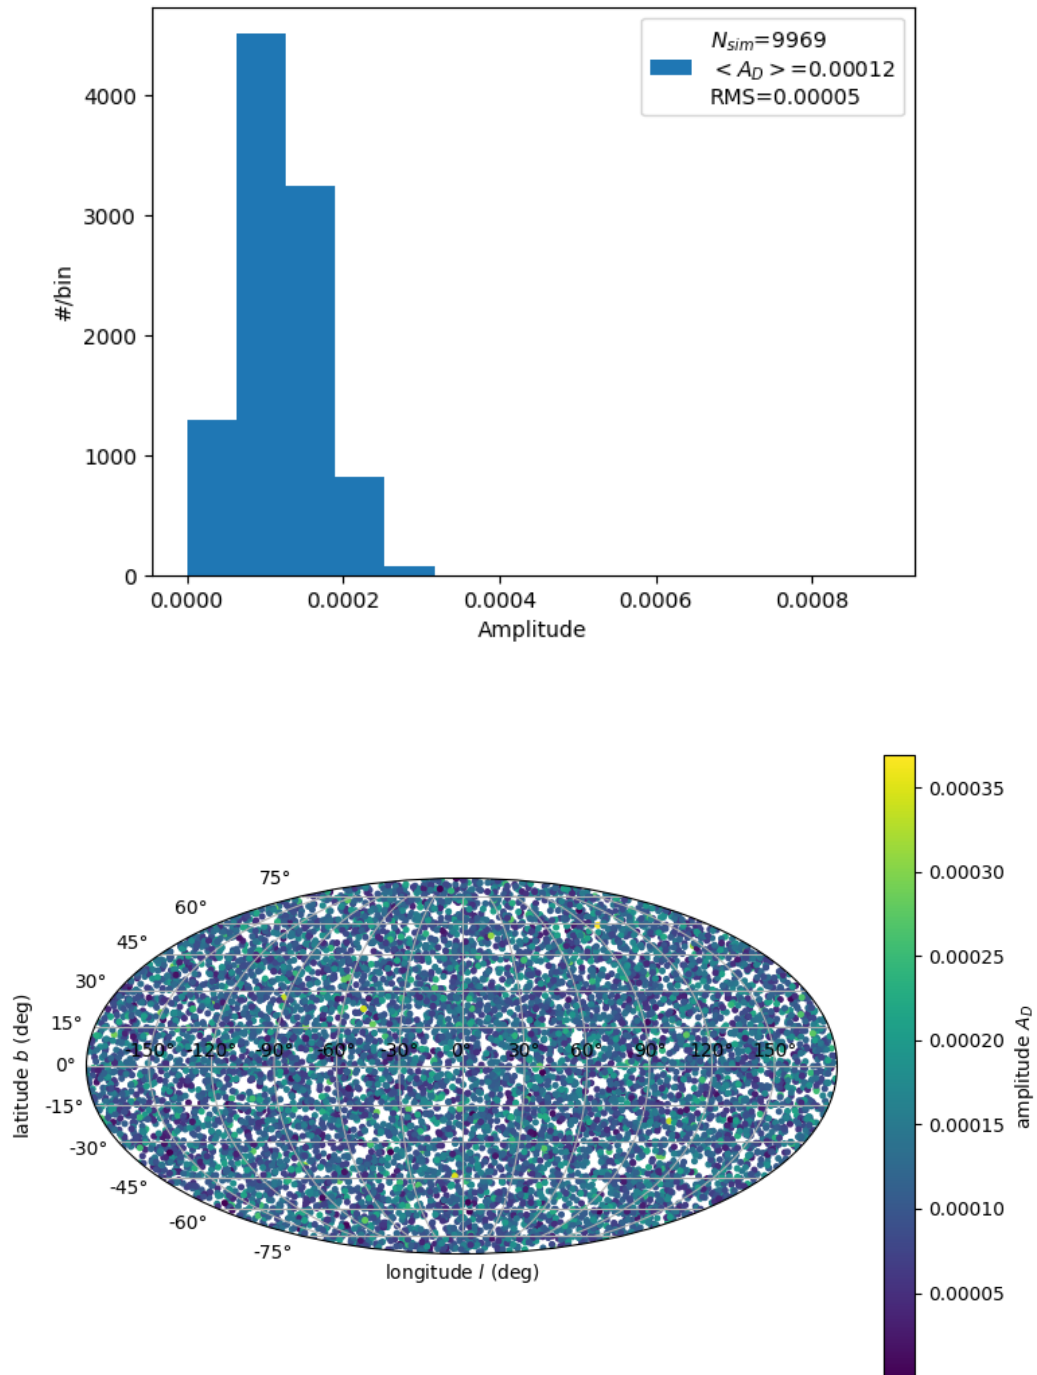 N_sim=9969
< A_D >=0.00012
RMS=0.00005
4000
3000
2000
1000
0
#/bin
0.0000 0.0002 0.0004 0.0006 0.0008
Amplitude
0.00035
0.00030
0.00025
0.00020
0.00015
0.00010
0.00005
amplitude A_D
75°
60°
45°
30°
15°
0°
-15°
-30°
-45°
-60°
-75°
latitude b (deg)
-150° -120° -90° -60° -30° 0° 30° 60° 90° 120° 150°
longitude l (deg)